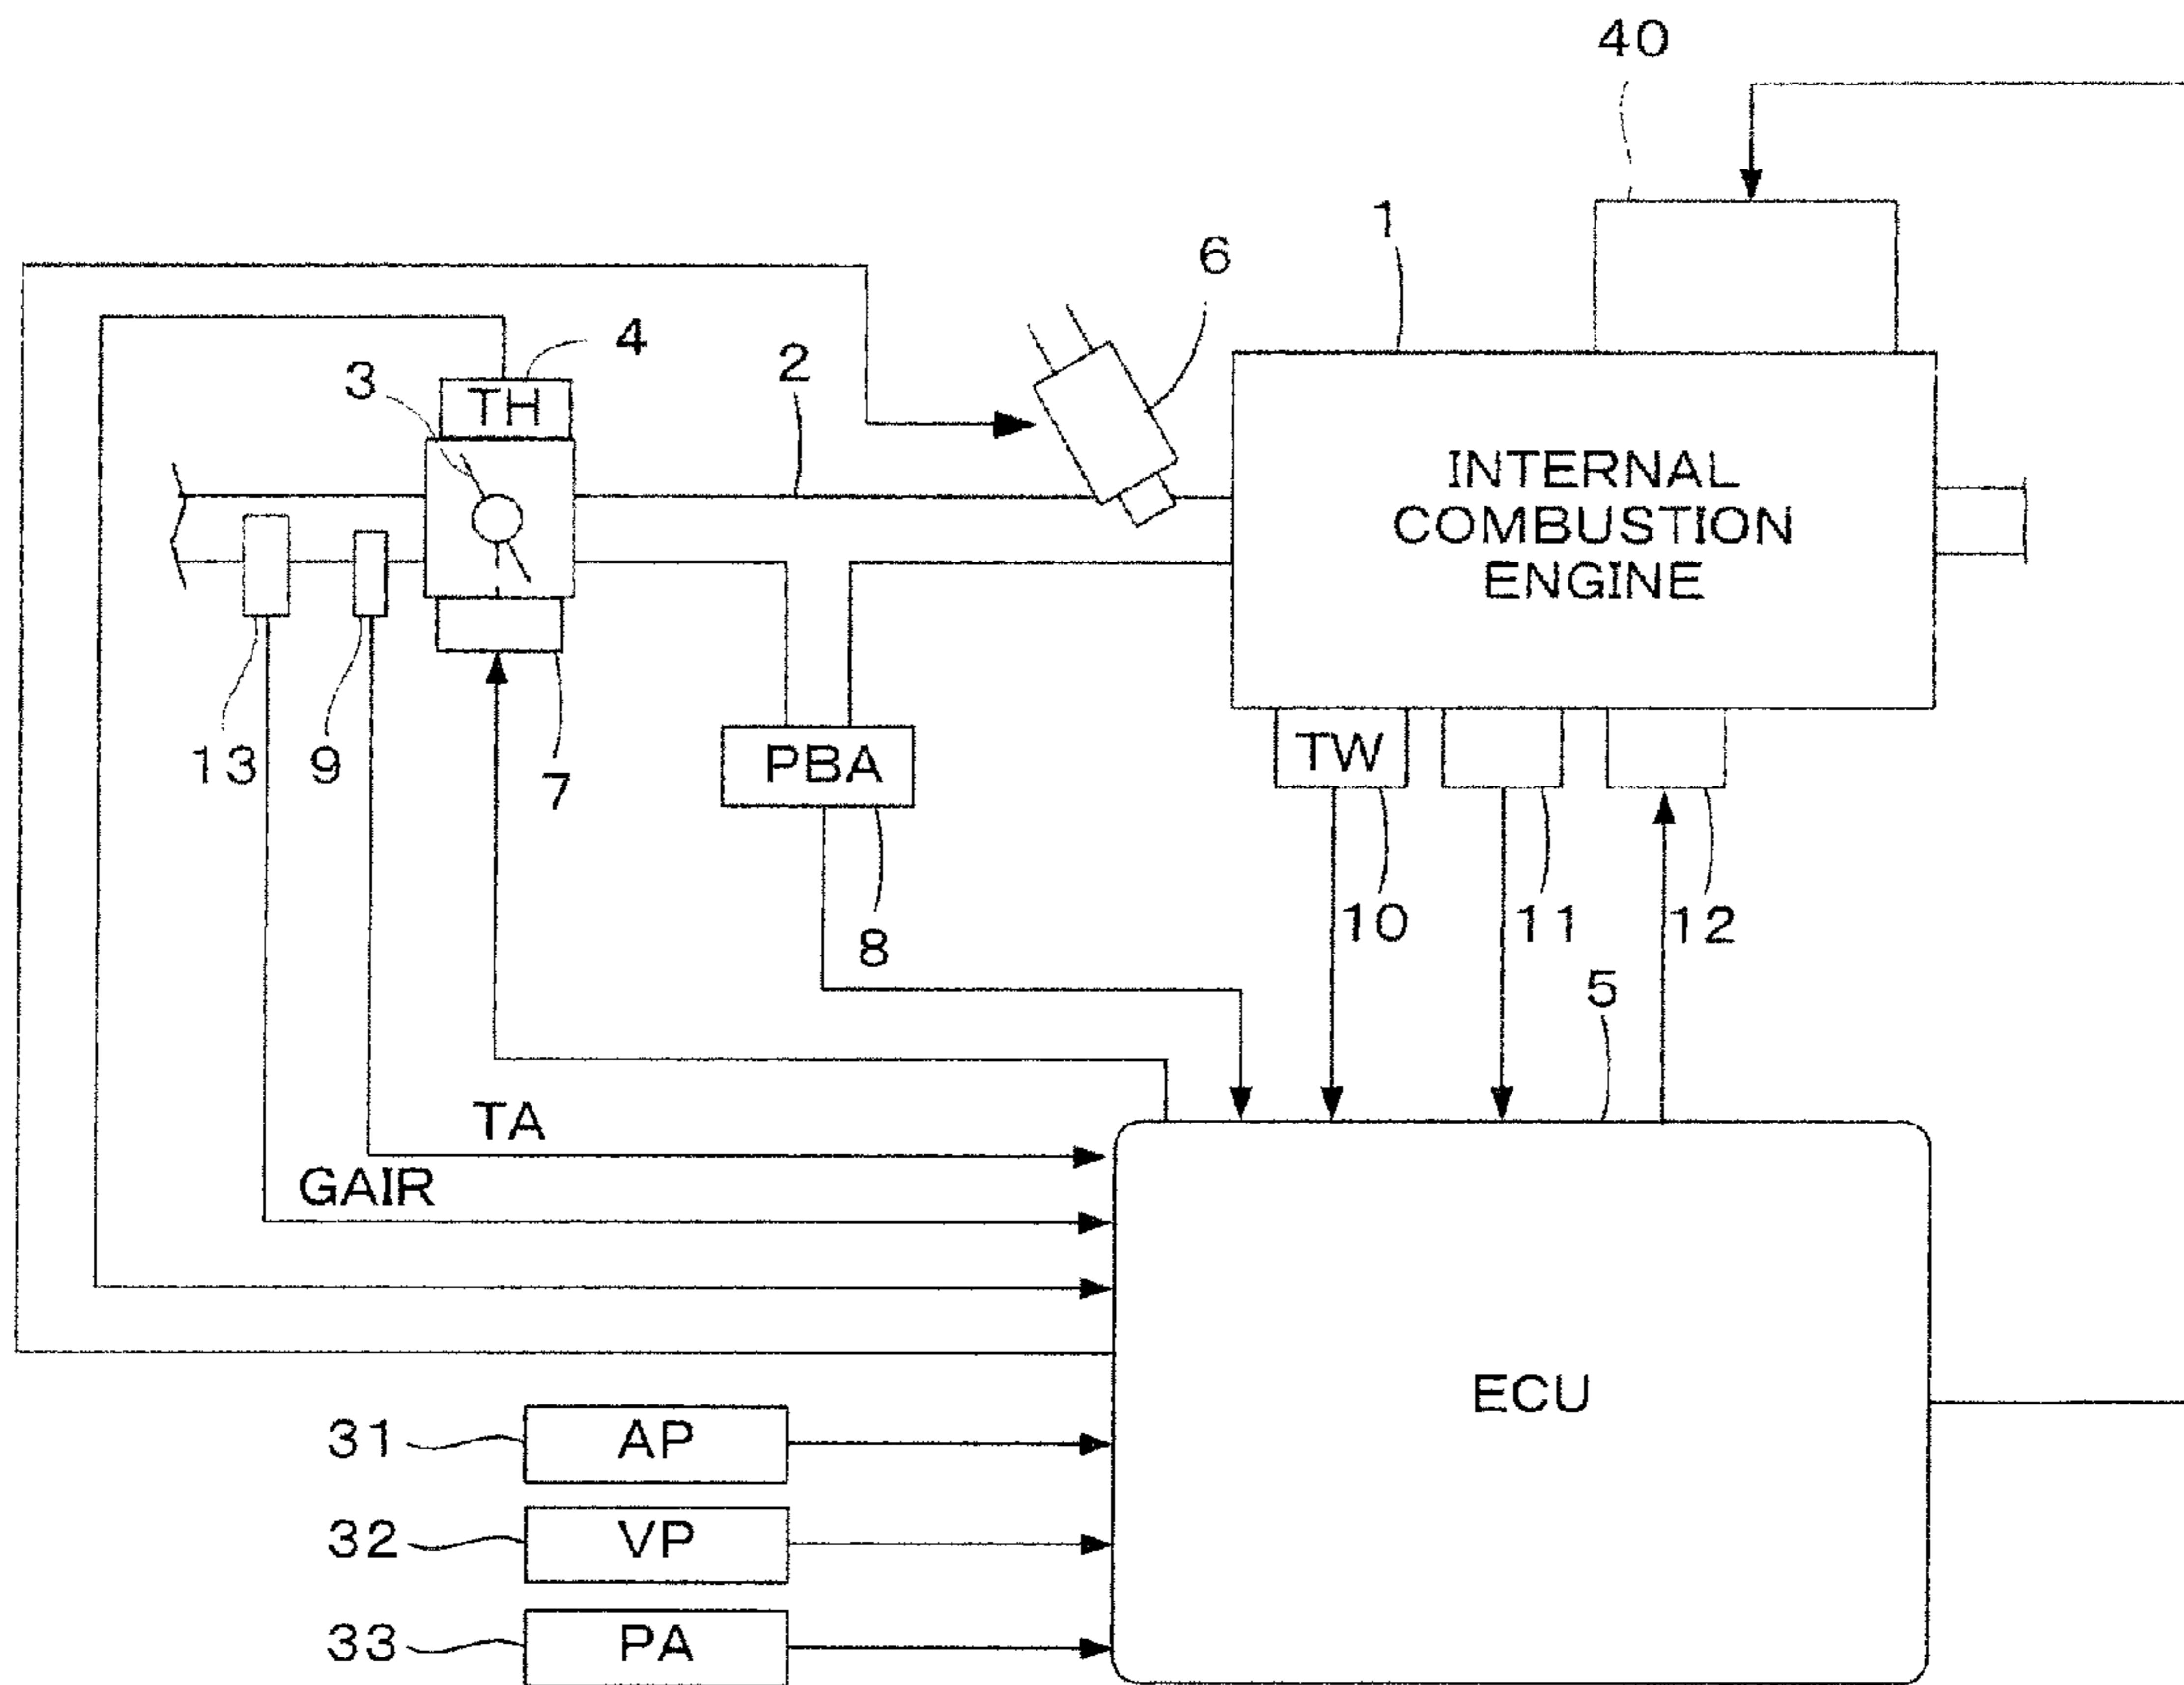 40
1
6
4
2
3
TH
INTERNAL
COMBUSTION
ENGINE
13
9
7
PBA
TW
8
10
11
12
5
TA
GAIR
ECU
31
AP
32
VP
33
PA